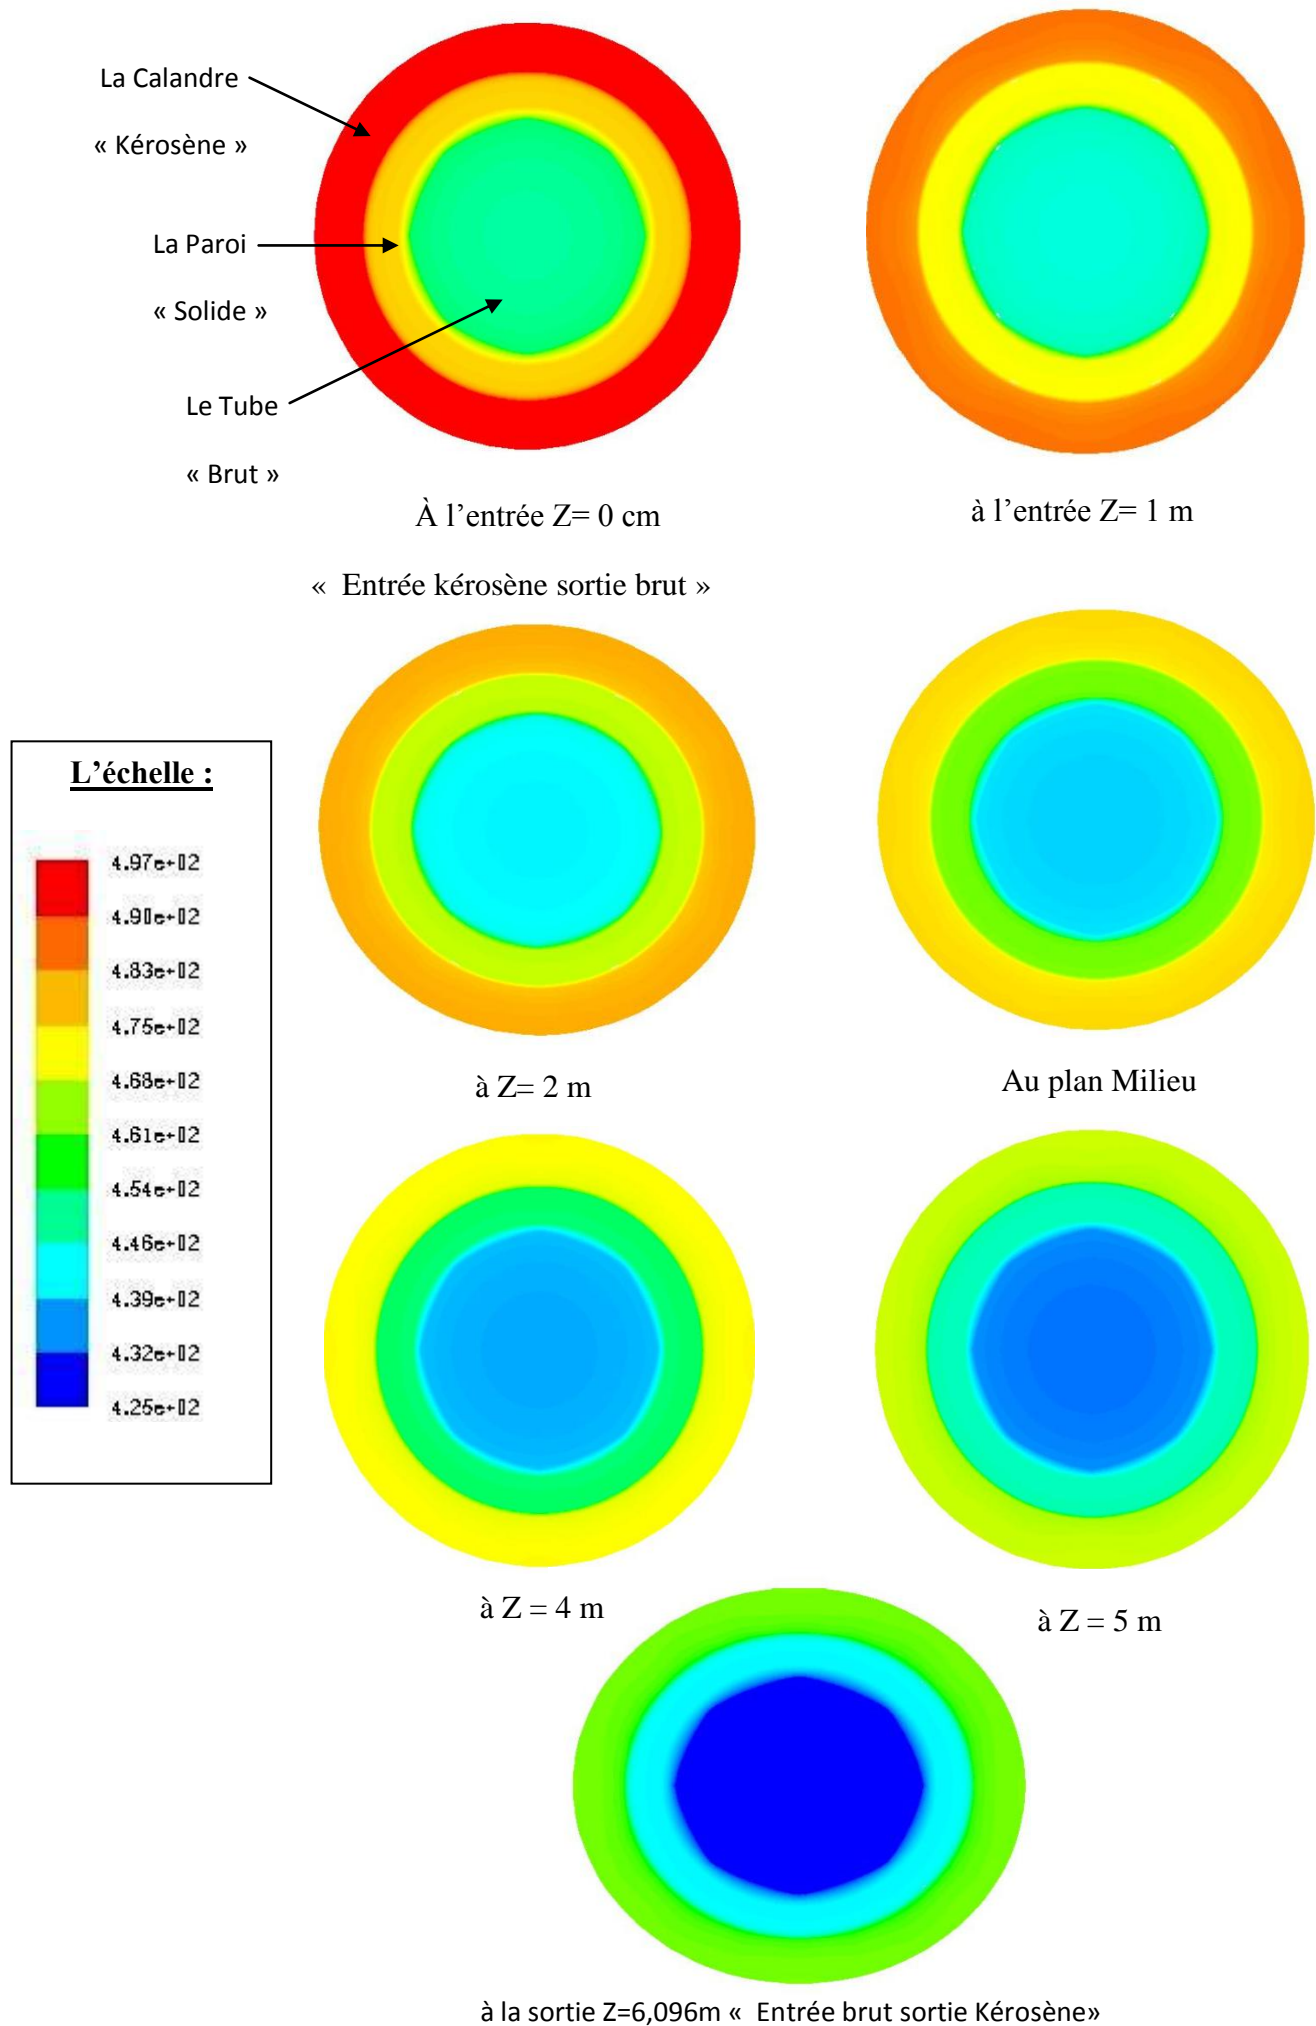 La Calandre
« Kérosène »
La Paroi
« Solide »
Le Tube
« Brut »
À l’entrée Z= 0 cm
« Entrée kérosène sortie brut »
à l’entrée Z= 1 m
L’échelle :
4.97e+02
4.90e+02
4.83e+02
4.75e+02
4.68e+02
4.61e+02
4.54e+02
4.46e+02
4.39e+02
4.32e+02
4.25e+02
à Z= 2 m
Au plan Milieu
à Z = 4 m
à Z = 5 m
à la sortie Z=6,096m « Entrée brut sortie Kérosène»